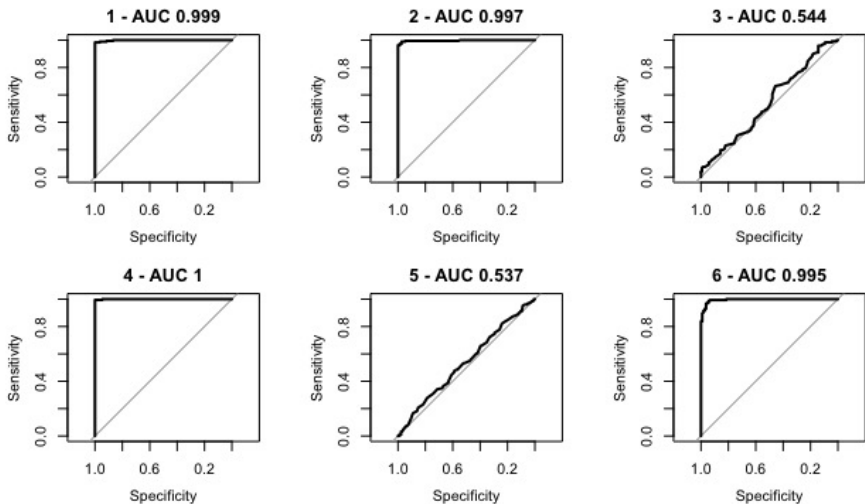 1 - AUC 0.999
2 - AUC 0.997
3 - AUC 0.544
Sensitivity
0.0 0.4 0.8
1.0 0.6 0.2
Specificity
Sensitivity
0.0 0.4 0.8
1.0 0.6 0.2
Specificity
Sensitivity
0.0 0.4 0.8
1.0 0.6 0.2
Specificity
4 - AUC 1
5 - AUC 0.537
6 - AUC 0.995
Sensitivity
0.0 0.4 0.8
1.0 0.6 0.2
Specificity
Sensitivity
0.0 0.4 0.8
1.0 0.6 0.2
Specificity
Sensitivity
0.0 0.4 0.8
1.0 0.6 0.2
Specificity